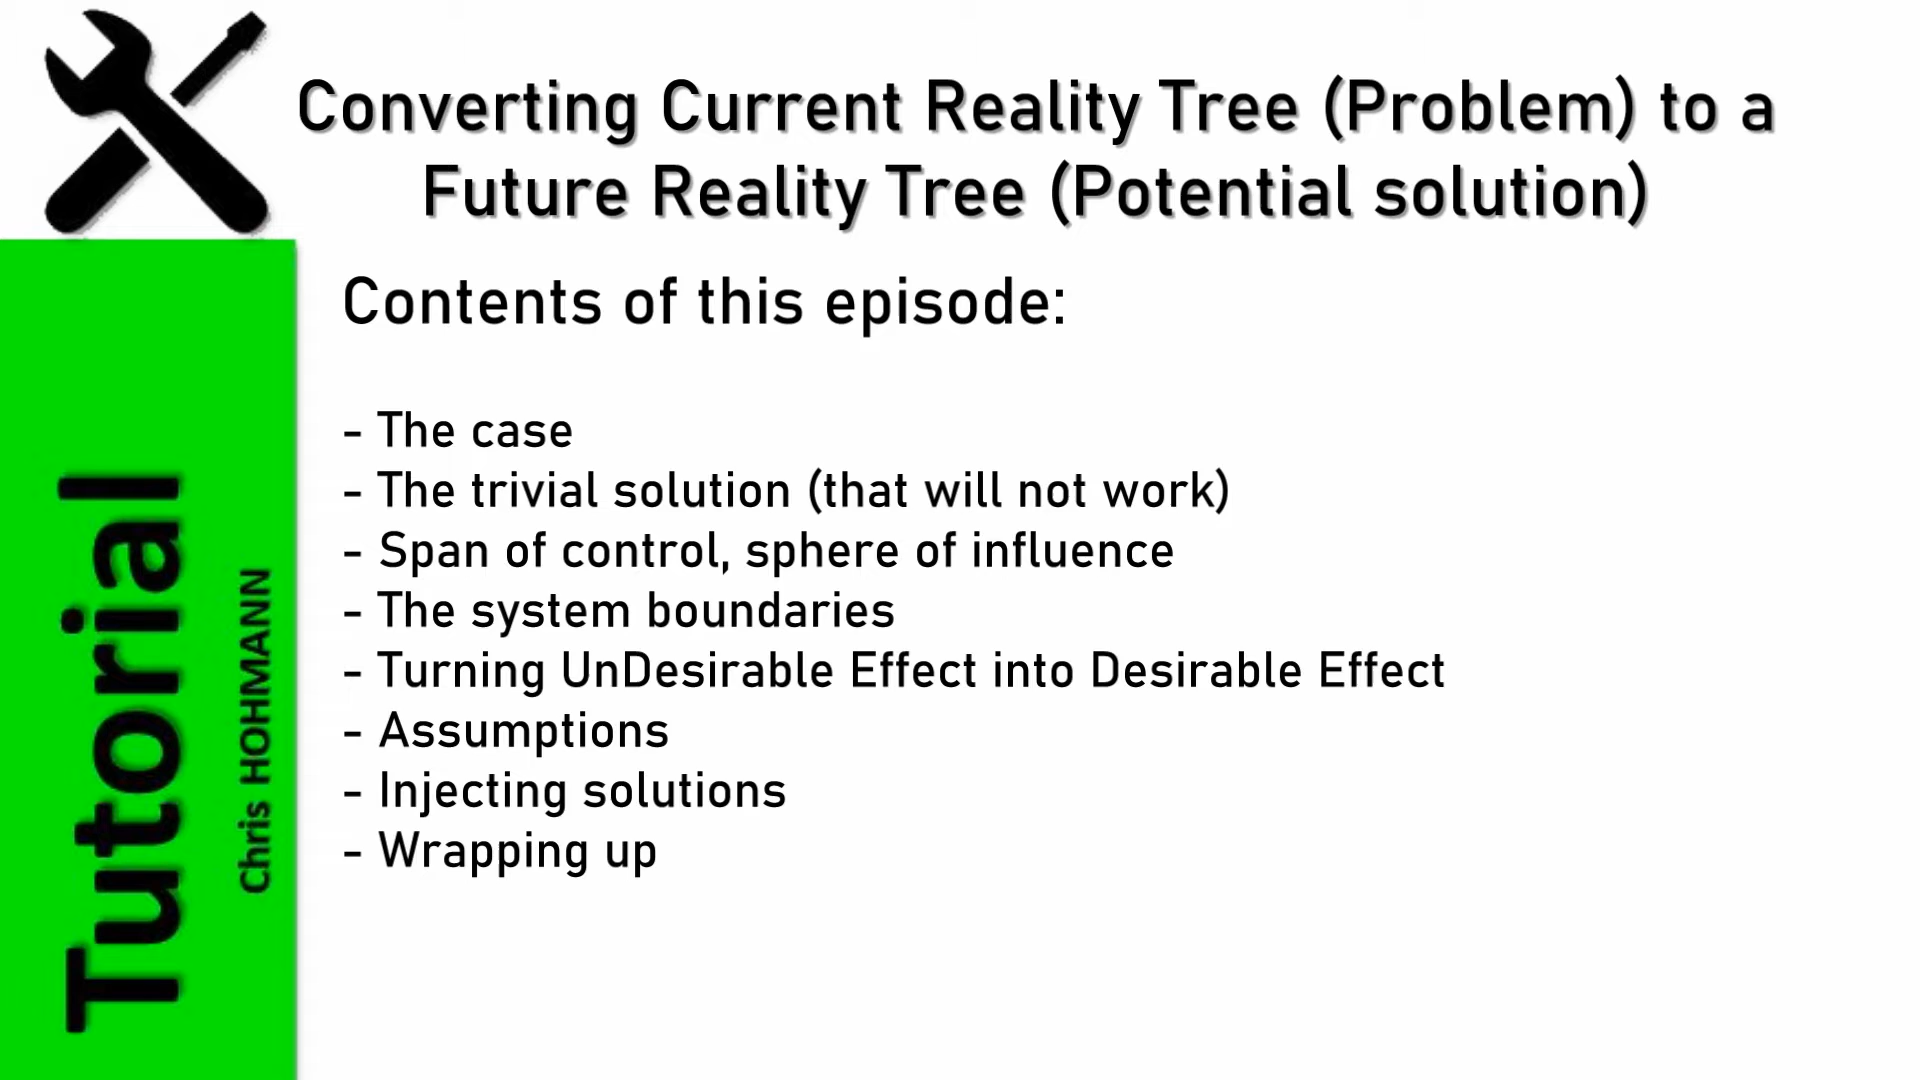 Converting Current Reality Tree (Problem) to a
Future Reality Tree (Potential solution)
Contents of this episode:
- The case
- The trivial solution (that will not work)
- Span of control, sphere of influence
- The system boundaries
- Turning UnDesirable Effect into Desirable Effect
- Assumptions
- Injecting solutions
- Wrapping up
Tutorial
Chris HOHMANN